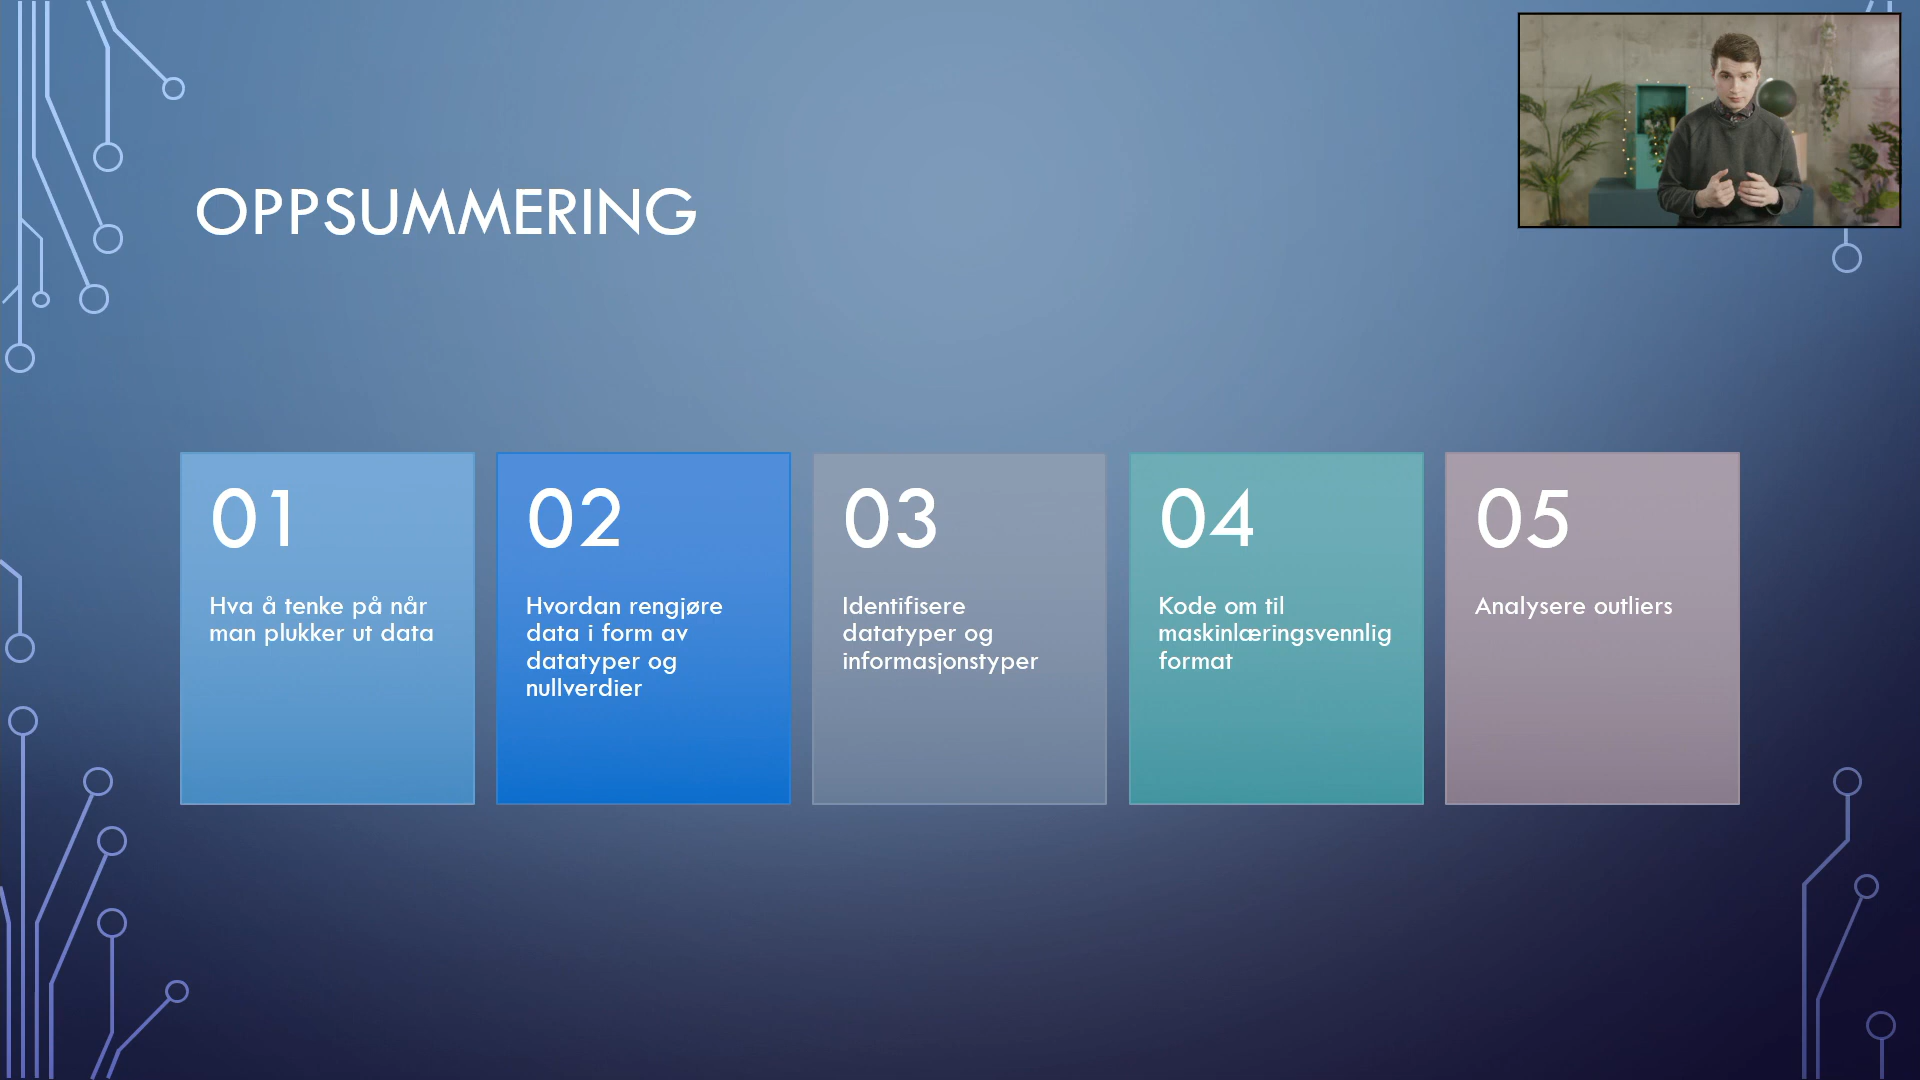 OPPSUMMERING
01
Hva å tenke på når
man plukker ut data
02
Hvordan rengjøre
data i form av
datatyper og
nullverdier
03
Identifisere
datatyper og
informasjonstyper
04
Kode om til
maskinlæringsvennlig
format
05
Analysere outliers